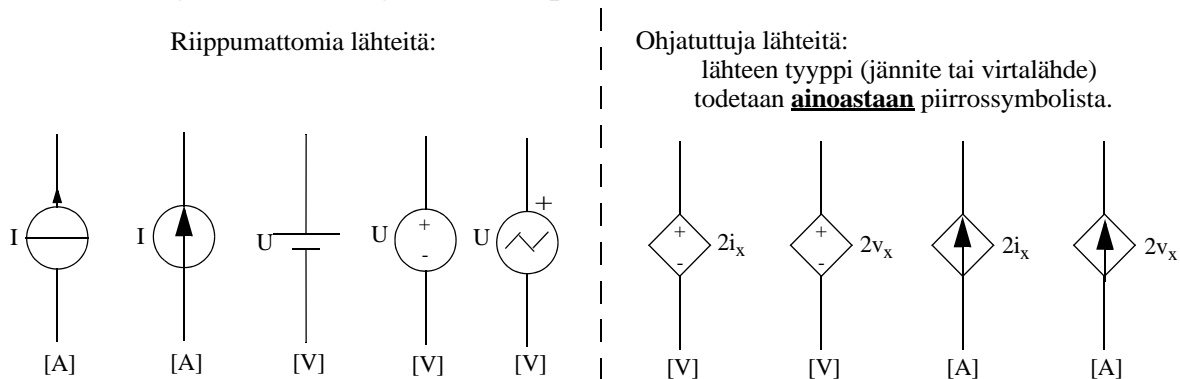 Riippumattomia lähteitä:
Ohjatuttuja lähteitä:
lähteen tyyppi (jännite tai virtalähde)
todetaan ainoastaan piirrossymbolista.
I
I
U
U
+
-
U
+
+
-
2ix
+
-
2vx
2ix
2vx
[A]
[A]
[V]
[V]
[V]
[V]
[V]
[A]
[A]